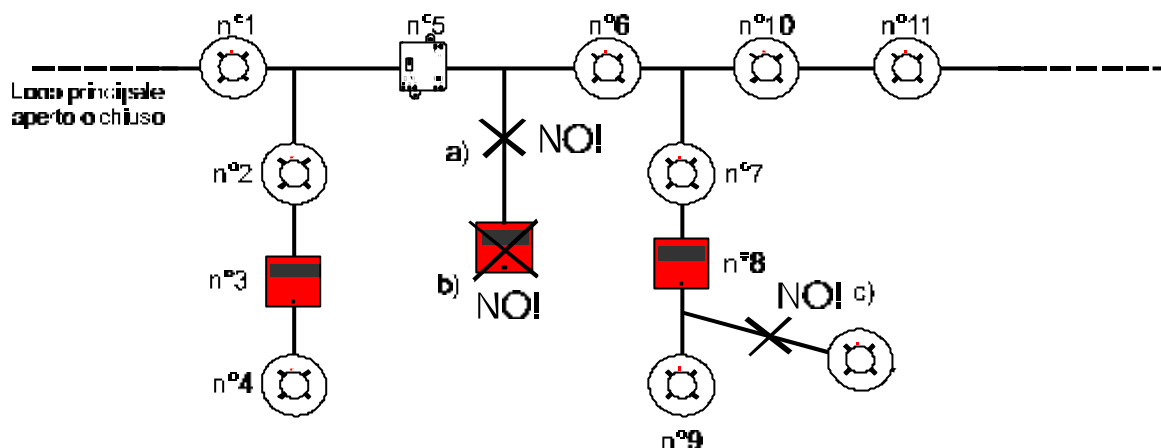 n°1
n°5
n°6
n°10
n°11
Loop principale
aperto o chiuso
a)
NO!
n°2
n°7
n°3
b)
NO!
n°8
NO!
c)
n°4
n°9